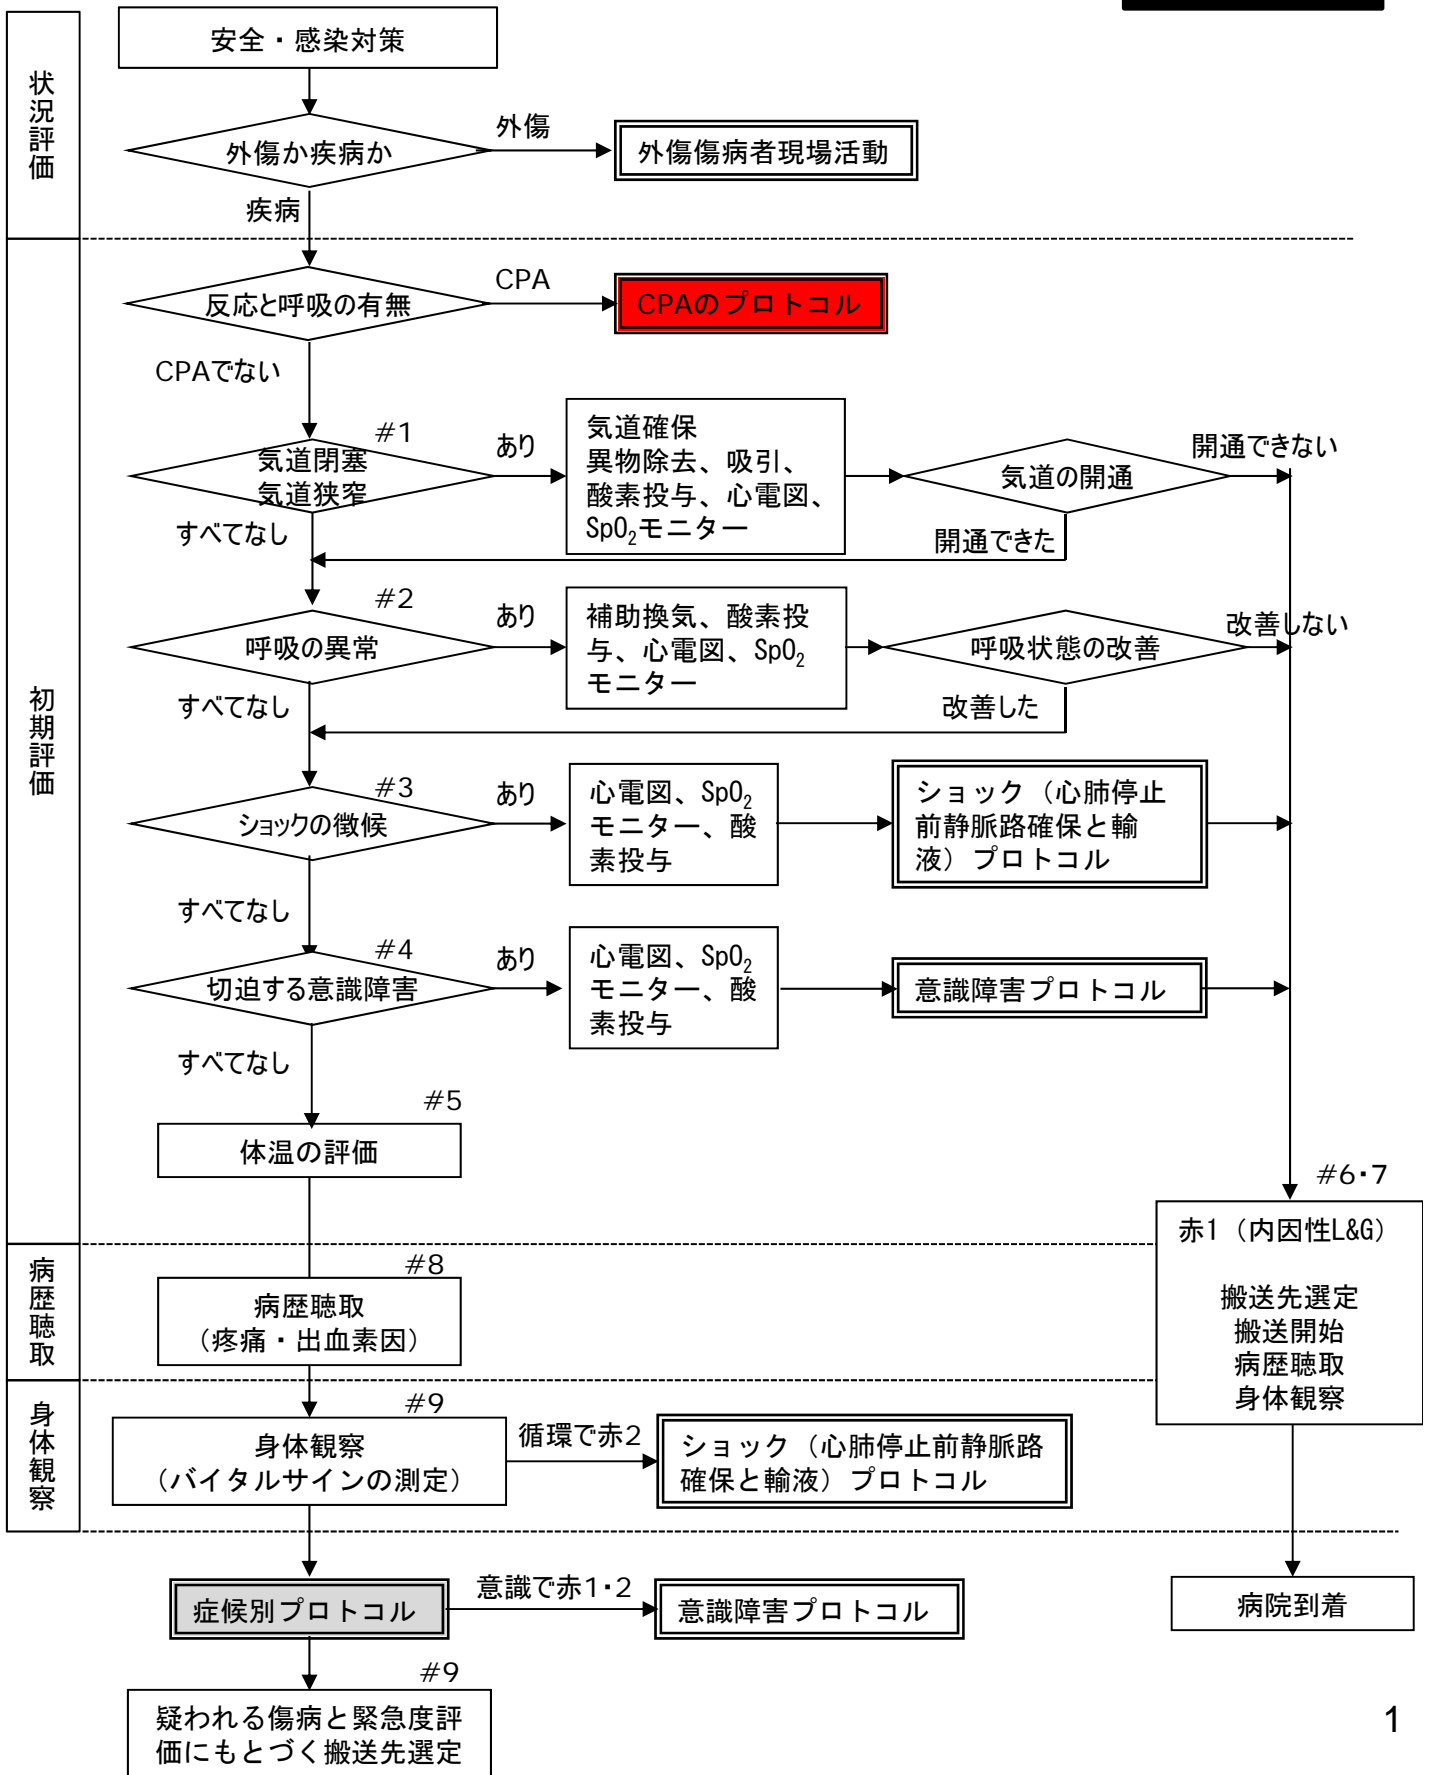 状況評価
安全・感染対策
外傷か疾病か
外傷
外傷傷病者現場活動
疾病
初期評価
反応と呼吸の有無
CPA
CPAのプロトコル
CPAでない
#1
気道閉塞
気道狭窄
あり
気道確保
異物除去、吸引、
酸素投与、心電図、
SpO2モニター
気道の開通
開通できない
すべてなし
開通できた
#2
呼吸の異常
あり
補助換気、酸素投
与、心電図、SpO2
モニター
呼吸状態の改善
改善しない
すべてなし
改善した
#3
ショックの徴候
あり
心電図、SpO2
モニター、酸
素投与
ショック（心肺停止
前静脈路確保と輸
液）プロトコル
すべてなし
#4
切迫する意識障害
あり
心電図、SpO2
モニター、酸
素投与
意識障害プロトコル
すべてなし
#5
体温の評価
#6・7
赤1（内因性L&G）
搬送先選定
搬送開始
病歴聴取
身体観察
病歴聴取
#8
病歴聴取
（疼痛・出血素因）
身体観察
#9
身体観察
（バイタルサインの測定）
循環で赤2
ショック（心肺停止前静脈路
確保と輸液）プロトコル
症候別プロトコル
意識で赤1・2
意識障害プロトコル
病院到着
#9
疑われる傷病と緊急度評
価にもとづく搬送先選定
1